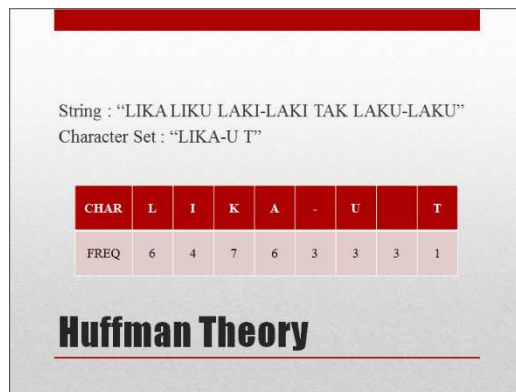 String : “LIKA LIKU LAKI-LAKI TAK LAKU-LAKU”
Character Set : “LIKA-U T”
CHAR L I K A - U T
FREQ 6 4 7 6 3 3 3 1
Huffman Theory